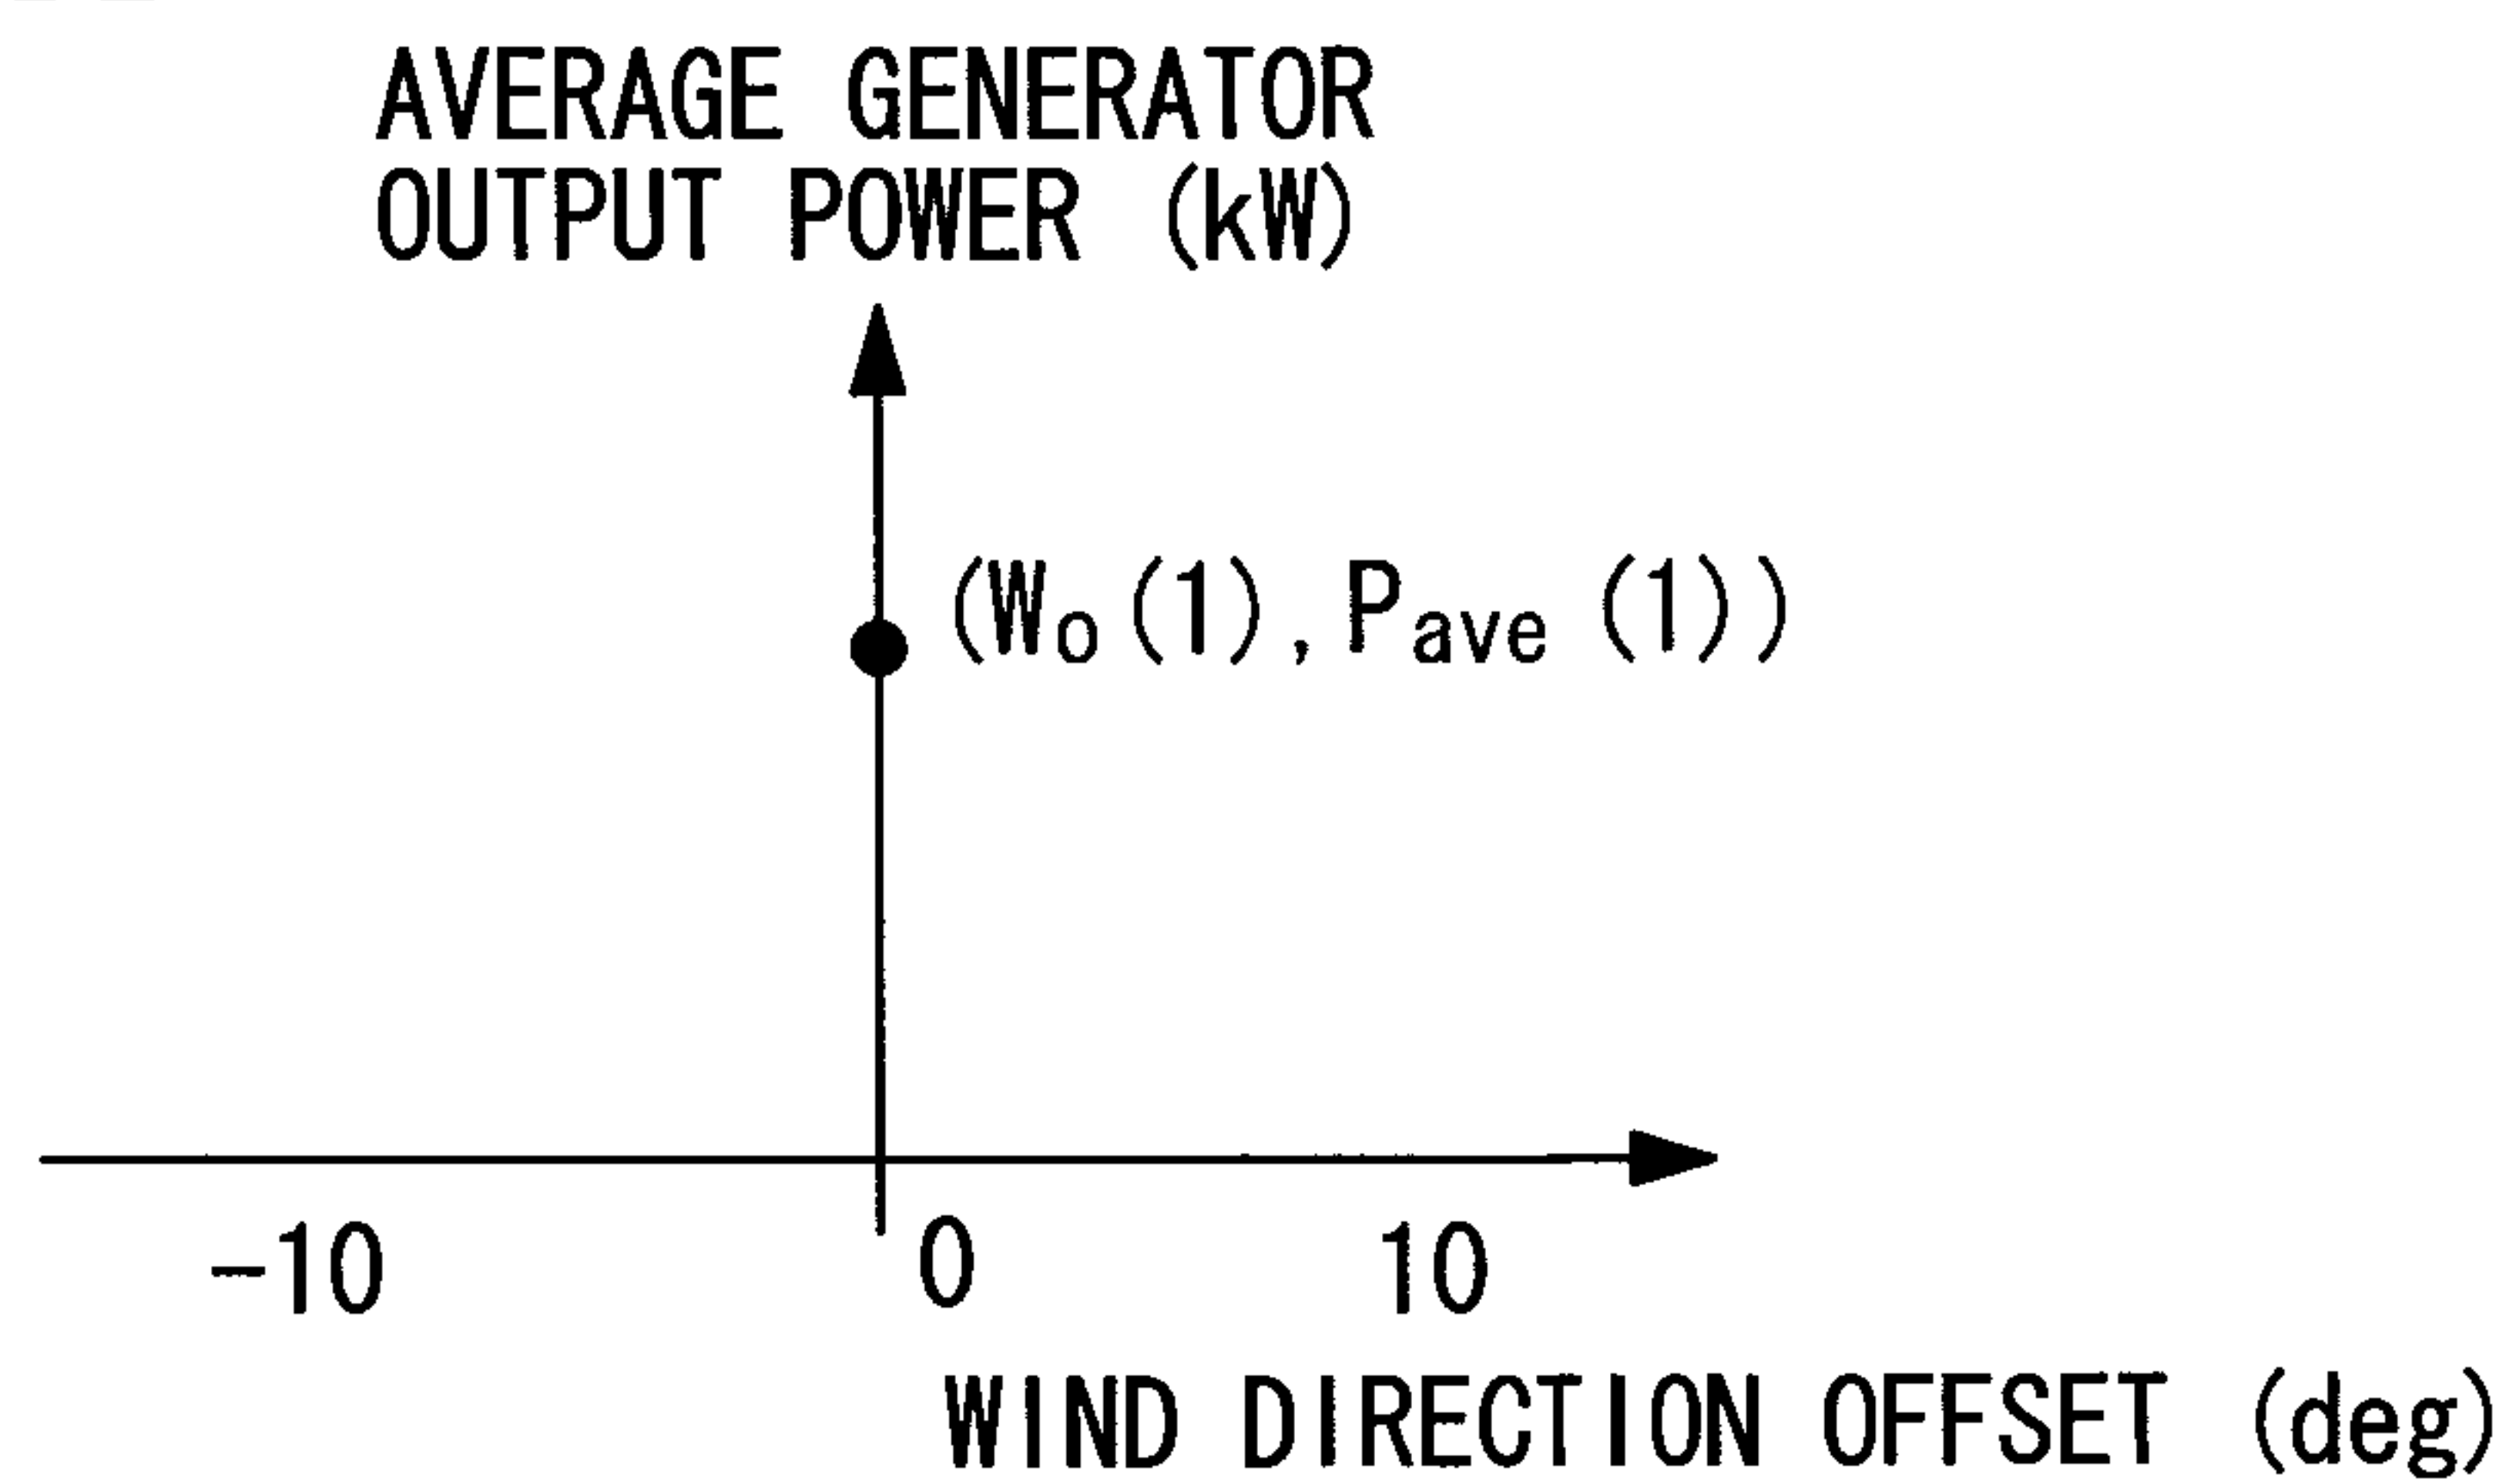 AVERAGE GENERATOR
OUTPUT POWER (kW)
(Wo(1), Pave(1))
-10 0 10
WIND DIRECTION OFFSET (deg)